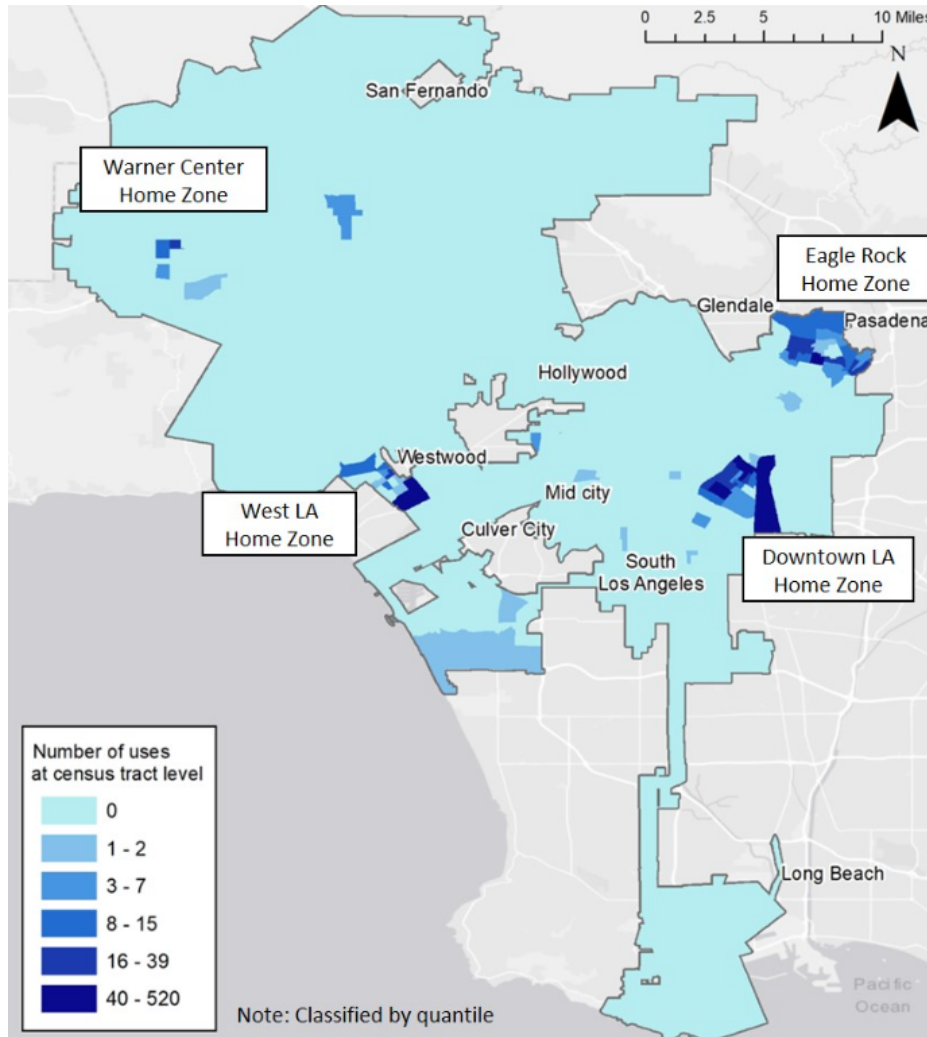 0 2.5 5 10 Miles
N
San Fernando
Warner Center
Home Zone
Eagle Rock
Home Zone
Glendale
Pasadena
Hollywood
Westwood
West LA
Home Zone
Mid city
Culver City
South
Los Angeles
Downtown LA
Home Zone
Number of uses
at census tract level
0
1 - 2
3 - 7
8 - 15
16 - 39
40 - 520
Long Beach
Pacific
Ocean
Note: Classified by quantile